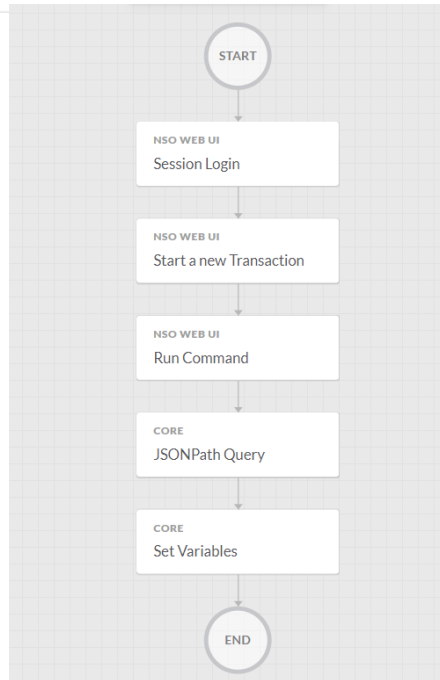 START
NSO WEB UI
Session Login
NSO WEB UI
Start a new Transaction
NSO WEB UI
Run Command
CORE
JSONPath Query
CORE
Set Variables
END